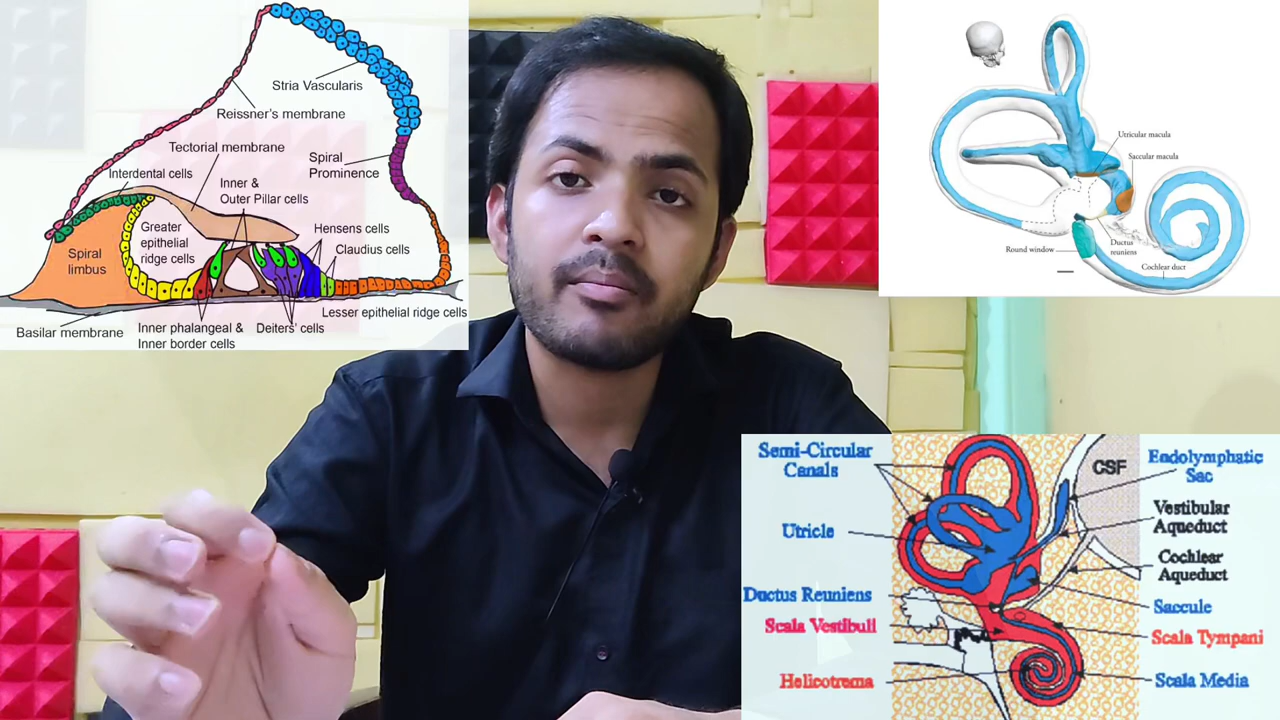 Stria Vascularis
Reissner's membrane
Tectorial membrane
Interdental cells
Spiral
Prominence
Inner &
Outer Pillar cells
Greater
epithelial
ridge cells
Hensens cells
Claudius cells
Spiral
limbus
Lesser epithelial ridge cells
Basilar membrane
Inner phalangeal &
Inner border cells
Deiters' cells
Utricular macula
Saccular macula
Round window
Ductus
reuniens
Cochlear duct
Semi-Circular
Canals
CSF
Endolymphatic
Sac
Vestibular
Aqueduct
Utricle
Cochlear
Aqueduct
Ductus Reuniens
Saccule
Scala Vestibuli
Scala Tympani
Helicotrema
Scala Media